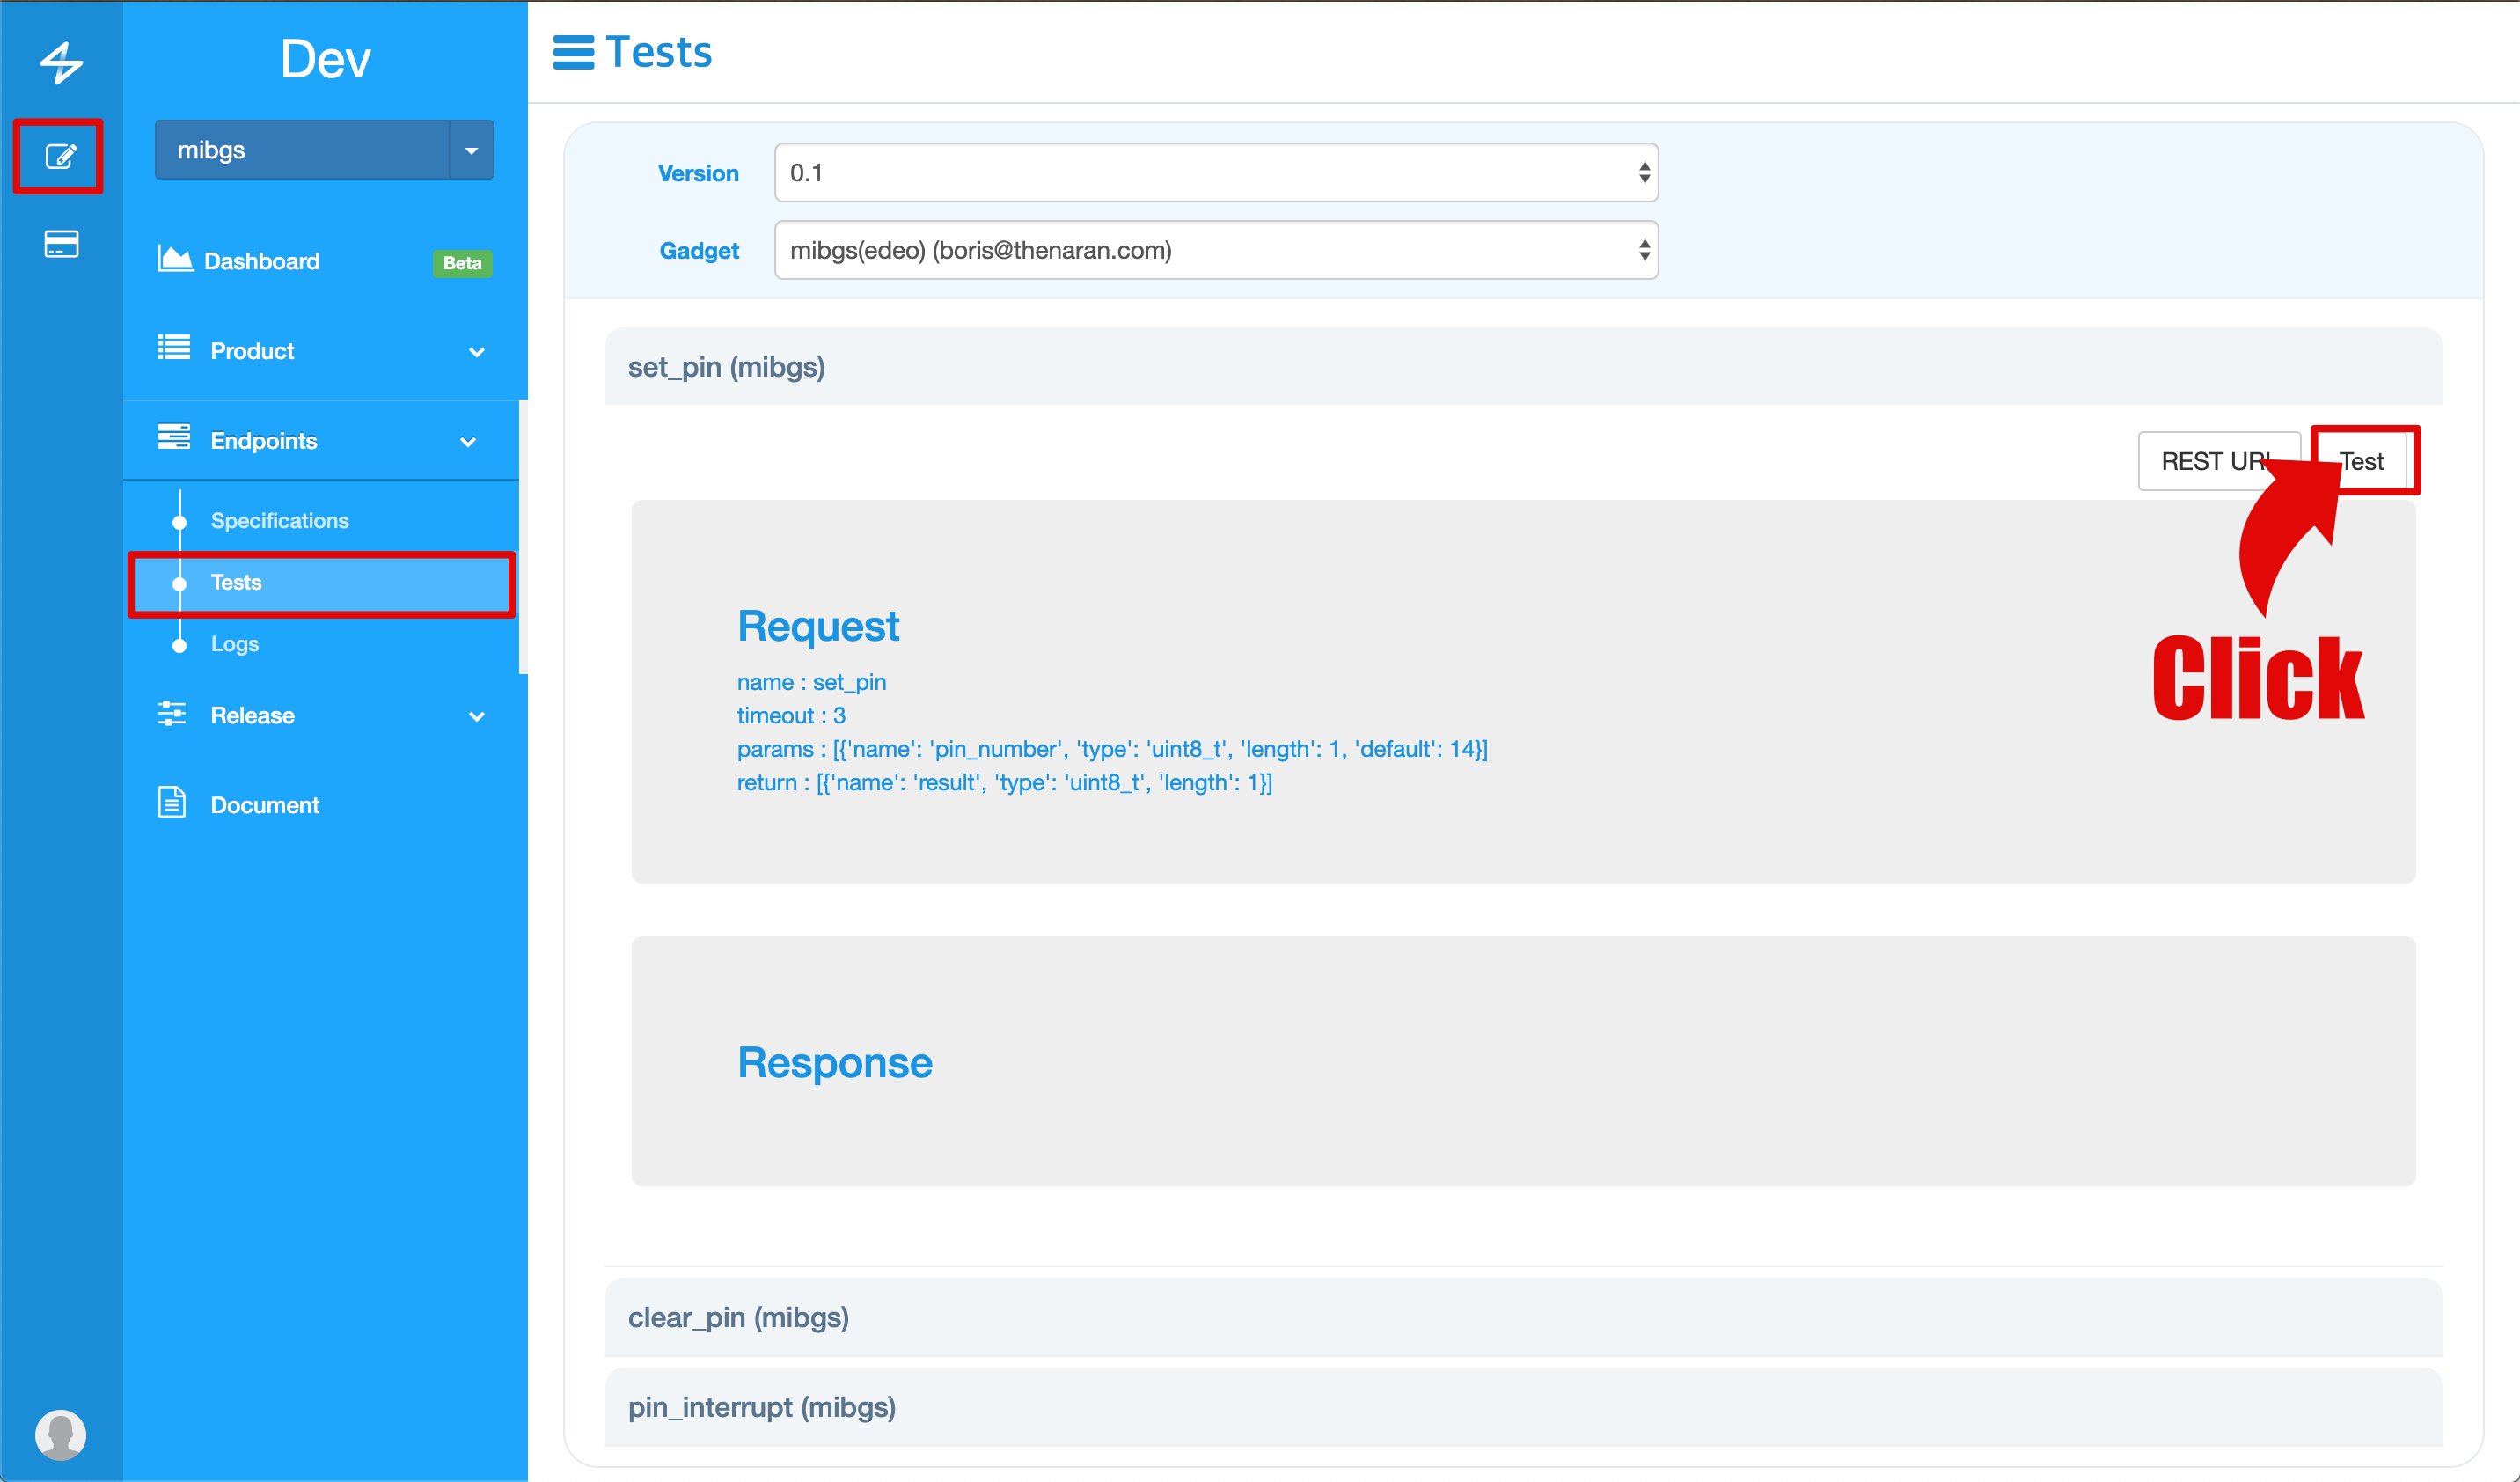 Dev
mibgs
Dashboard
Beta
Product
Endpoints
Specifications
Tests
Logs
Release
Document
Tests
Version
0.1
Gadget
mibgs(edeo) (boris@thenaran.com)
set_pin (mibgs)
REST URL
Test
Click
Request
name : set_pin
timeout : 3
params : [{'name': 'pin_number', 'type': 'uint8_t', 'length': 1, 'default': 14}]
return : [{'name': 'result', 'type': 'uint8_t', 'length': 1}]
Response
clear_pin (mibgs)
pin_interrupt (mibgs)